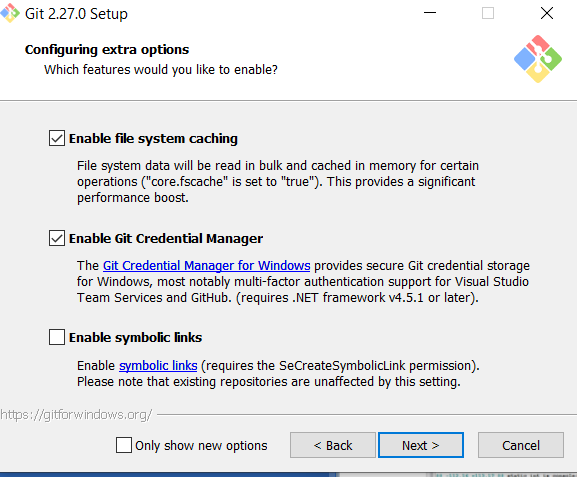 Git 2.27.0 Setup
Configuring extra options
Which features would you like to enable?
Enable file system caching
File system data will be read in bulk and cached in memory for certain
operations ("core.fscache" is set to "true"). This provides a significant
performance boost.
Enable Git Credential Manager
The Git Credential Manager for Windows provides secure Git credential storage
for Windows, most notably multi-factor authentication support for Visual Studio
Team Services and GitHub. (requires .NET framework v4.5.1 or later).
Enable symbolic links
Enable symbolic links (requires the SeCreateSymbolicLink permission).
Please note that existing repositories are unaffected by this setting.
https://gitforwindows.org/
Only show new options
< Back
Next >
Cancel